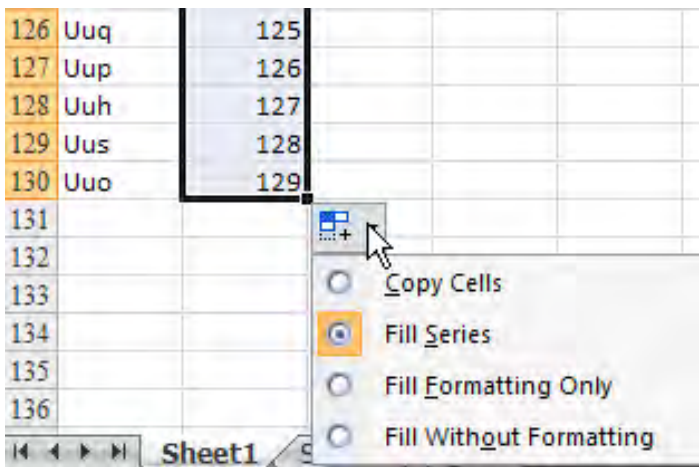 126 Uuq 125
127 Uup 126
128 Uuh 127
129 Uus 128
130 Uuo 129
131
132
133 Copy Cells
134 Fill Series
135 Fill Formatting Only
136 Fill Without Formatting
Sheet1 S